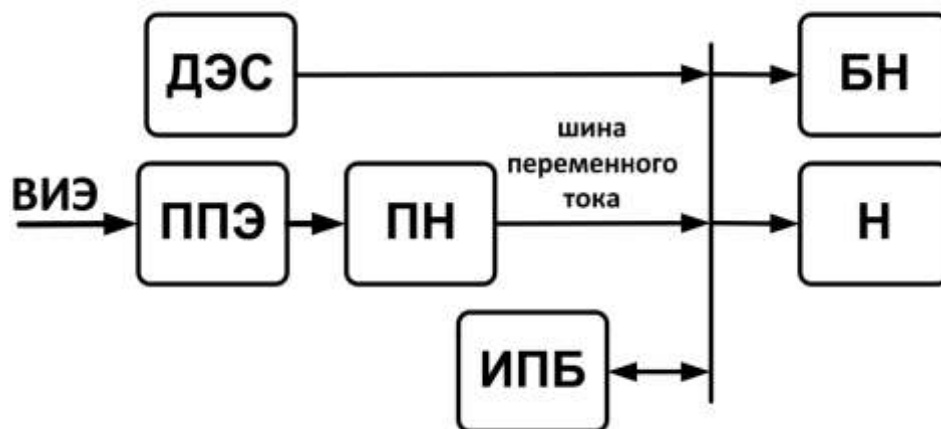 ДЭС
БН
шина
переменного
тока
ВИЭ
ППЭ
ПН
Н
ИПБ